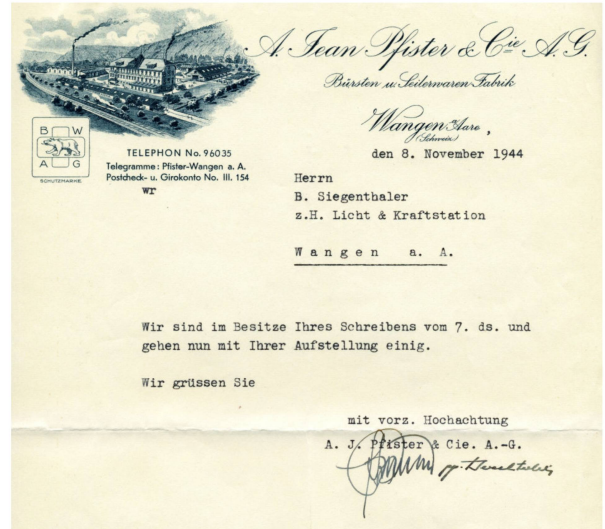 A. Jean Pfister & Cie A.G.
Bürsten u. Lederwaren Fabrik
Wangen a/Aare,
(Schweiz)
den 8. November 1944
B W
A G
SCHUTZMARKE
TELEPHON No. 96035
Telegramme: Pfister-Wangen a. A.
Postcheck- u. Girokonto No. III. 154
Wr
Herrn
B. Siegenthaler
z.H. Licht & Kraftstation
Wangen a. A.
Wir sind im Besitze Ihres Schreibens vom 7. ds. und
gehen nun mit Ihrer Aufstellung einig.
Wir grüssen Sie
mit vorz. Hochachtung
A. J. Pfister & Cie. A.-G.